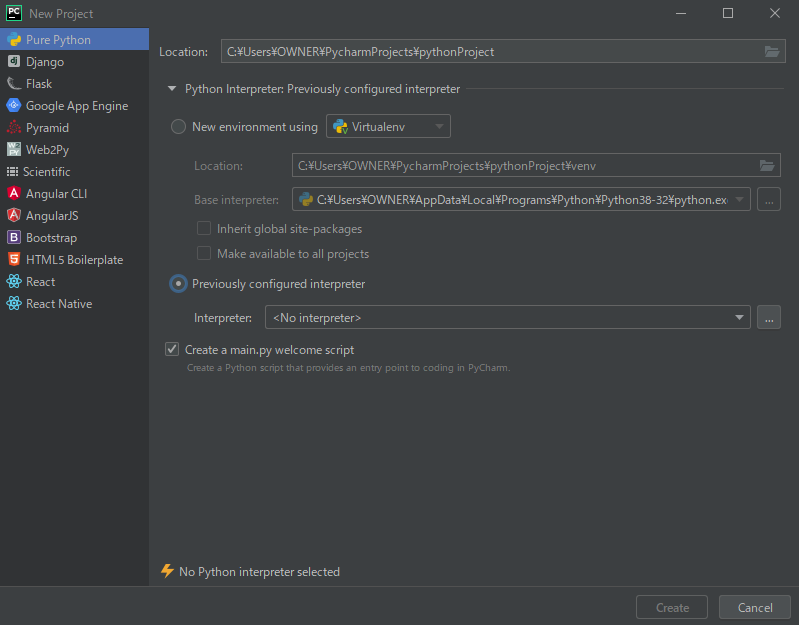 PC New Project
Pure Python
dj Django
Flask
Google App Engine
Pyramid
WEB2PY Web2Py
Scientific
A Angular CLI
A AngularJS
B Bootstrap
5 HTML5 Boilerplate
React
React Native
Location: C:¥Users¥OWNER¥PycharmProjects¥pythonProject
Python Interpreter: Previously configured interpreter
New environment using Virtualenv
Location: C:¥Users¥OWNER¥PycharmProjects¥pythonProject¥venv
Base interpreter: C:¥Users¥OWNER¥AppData¥Local¥Programs¥Python¥Python38-32¥python.ex ...
Inherit global site-packages
Make available to all projects
Previously configured interpreter
Interpreter: <No interpreter> ...
Create a main.py welcome script
Create a Python script that provides an entry point to coding in PyCharm.
No Python interpreter selected
Create Cancel